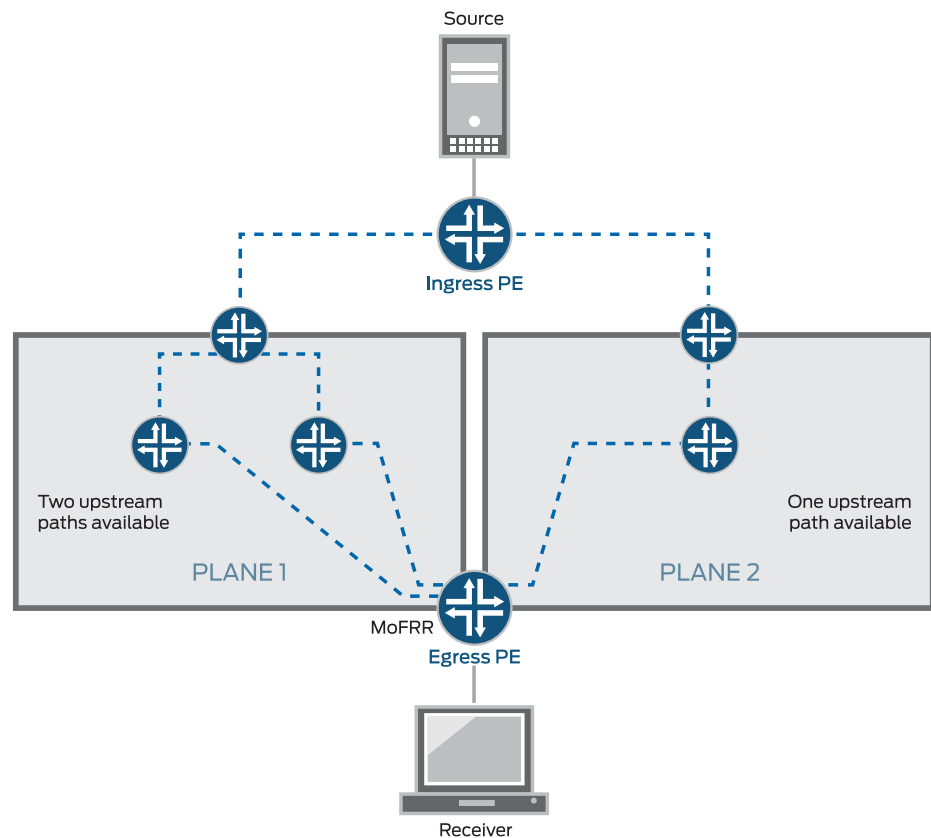 Source
Ingress PE
Two upstream
paths available
One upstream
path available
PLANE 1
PLANE 2
MoFRR
Egress PE
Receiver